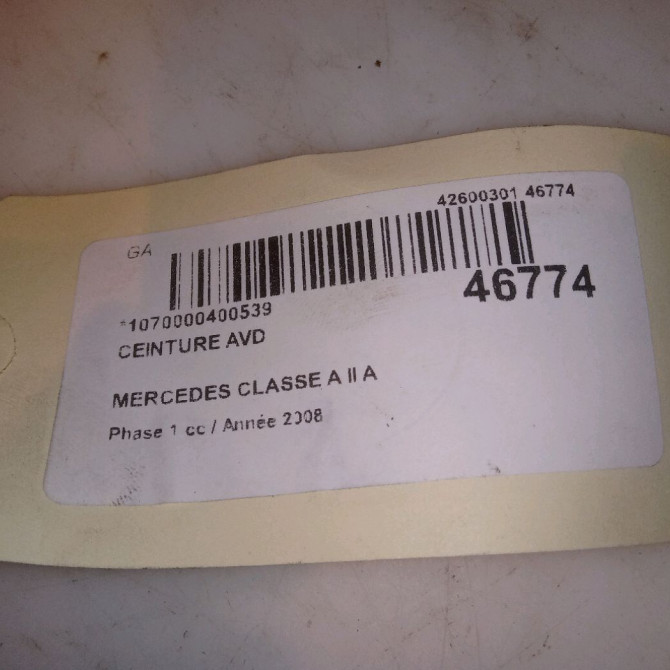 42600301 46774
GA
46774
*1070000400539
CEINTURE AVD
MERCEDES CLASSE A II A
Phase 1 cc / Année 2008